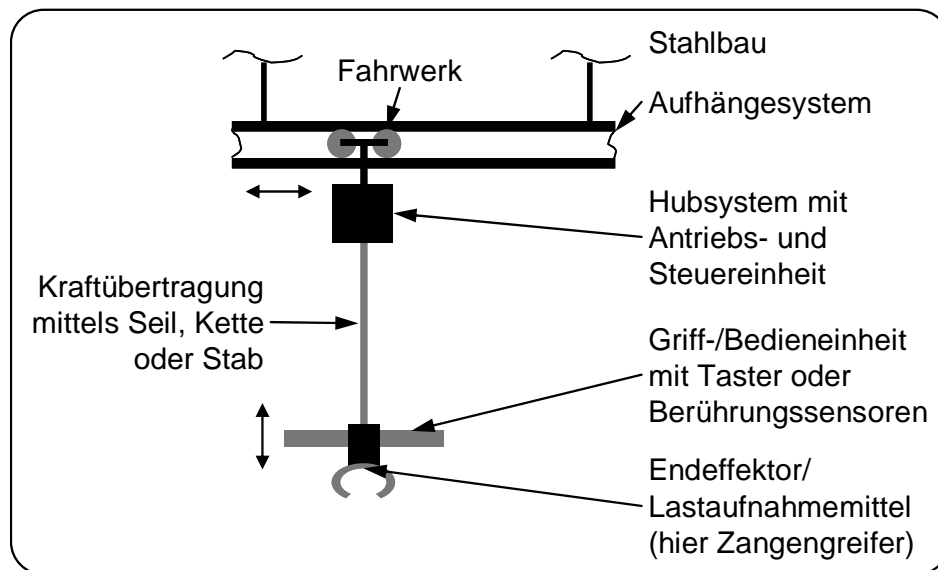 Stahlbau
Fahrwerk
Aufhängesystem
Hubsystem mit
Antriebs- und
Steuereinheit
Kraftübertragung
mittels Seil, Kette
oder Stab
Griff-/Bedieneinheit
mit Taster oder
Berührungssensoren
Endeffektor/
Lastaufnahmemittel
(hier Zangengreifer)